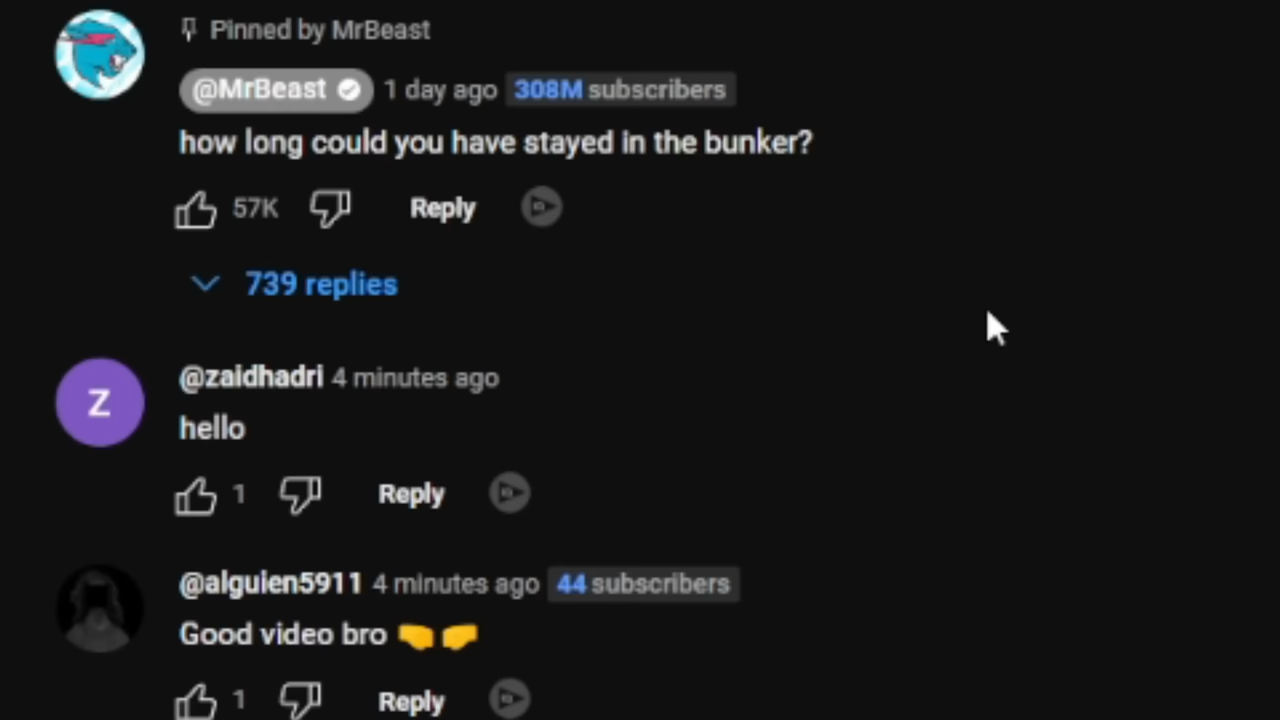 Pinned by MrBeast
@MrBeast 1 day ago 308M subscribers
how long could you have stayed in the bunker?
57K Reply
739 replies
Z
@zaidhadri 4 minutes ago
hello
1 Reply
@alguien5911 4 minutes ago 44 subscribers
Good video bro 🤜🤛
1 Reply